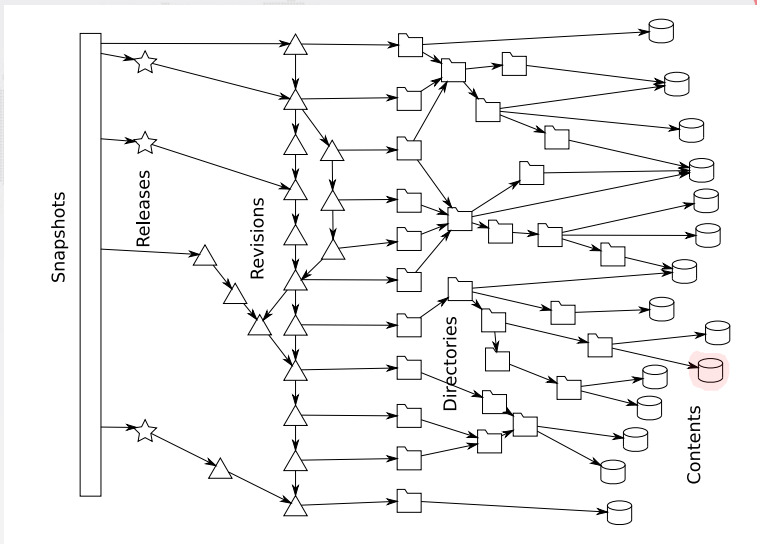 Snapshots
Releases
Revisions
Directories
Contents